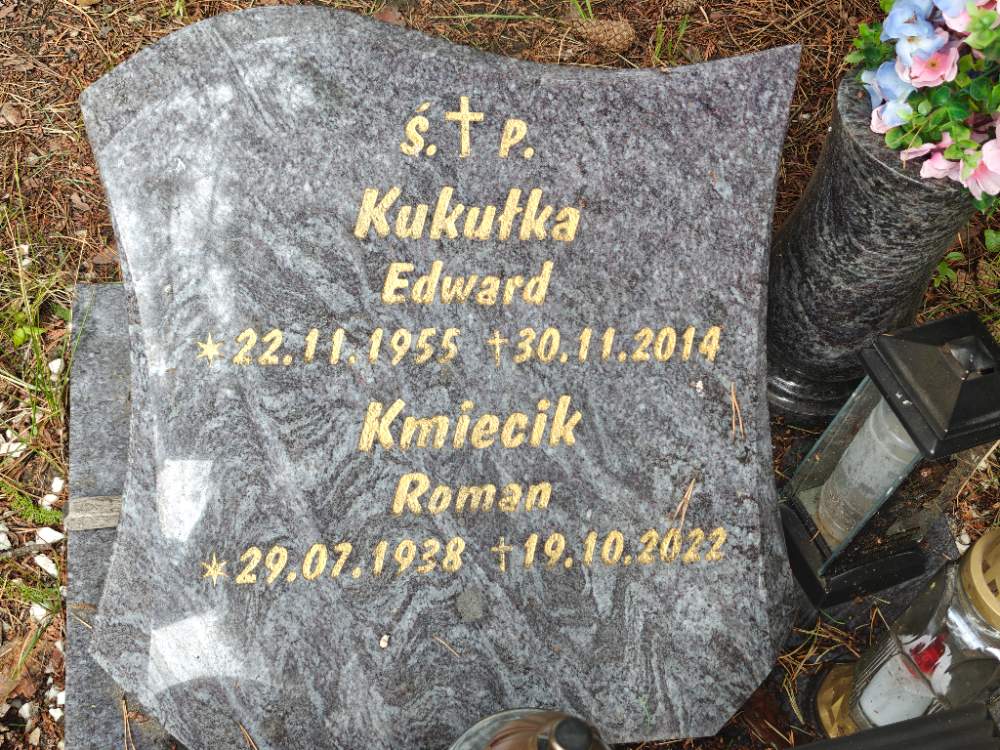 Ś. † P.
Kukułka
Edward
* 22.11.1955 † 30.11.2014
Kmiecik
Roman
* 29.07.1938 † 19.10.2022